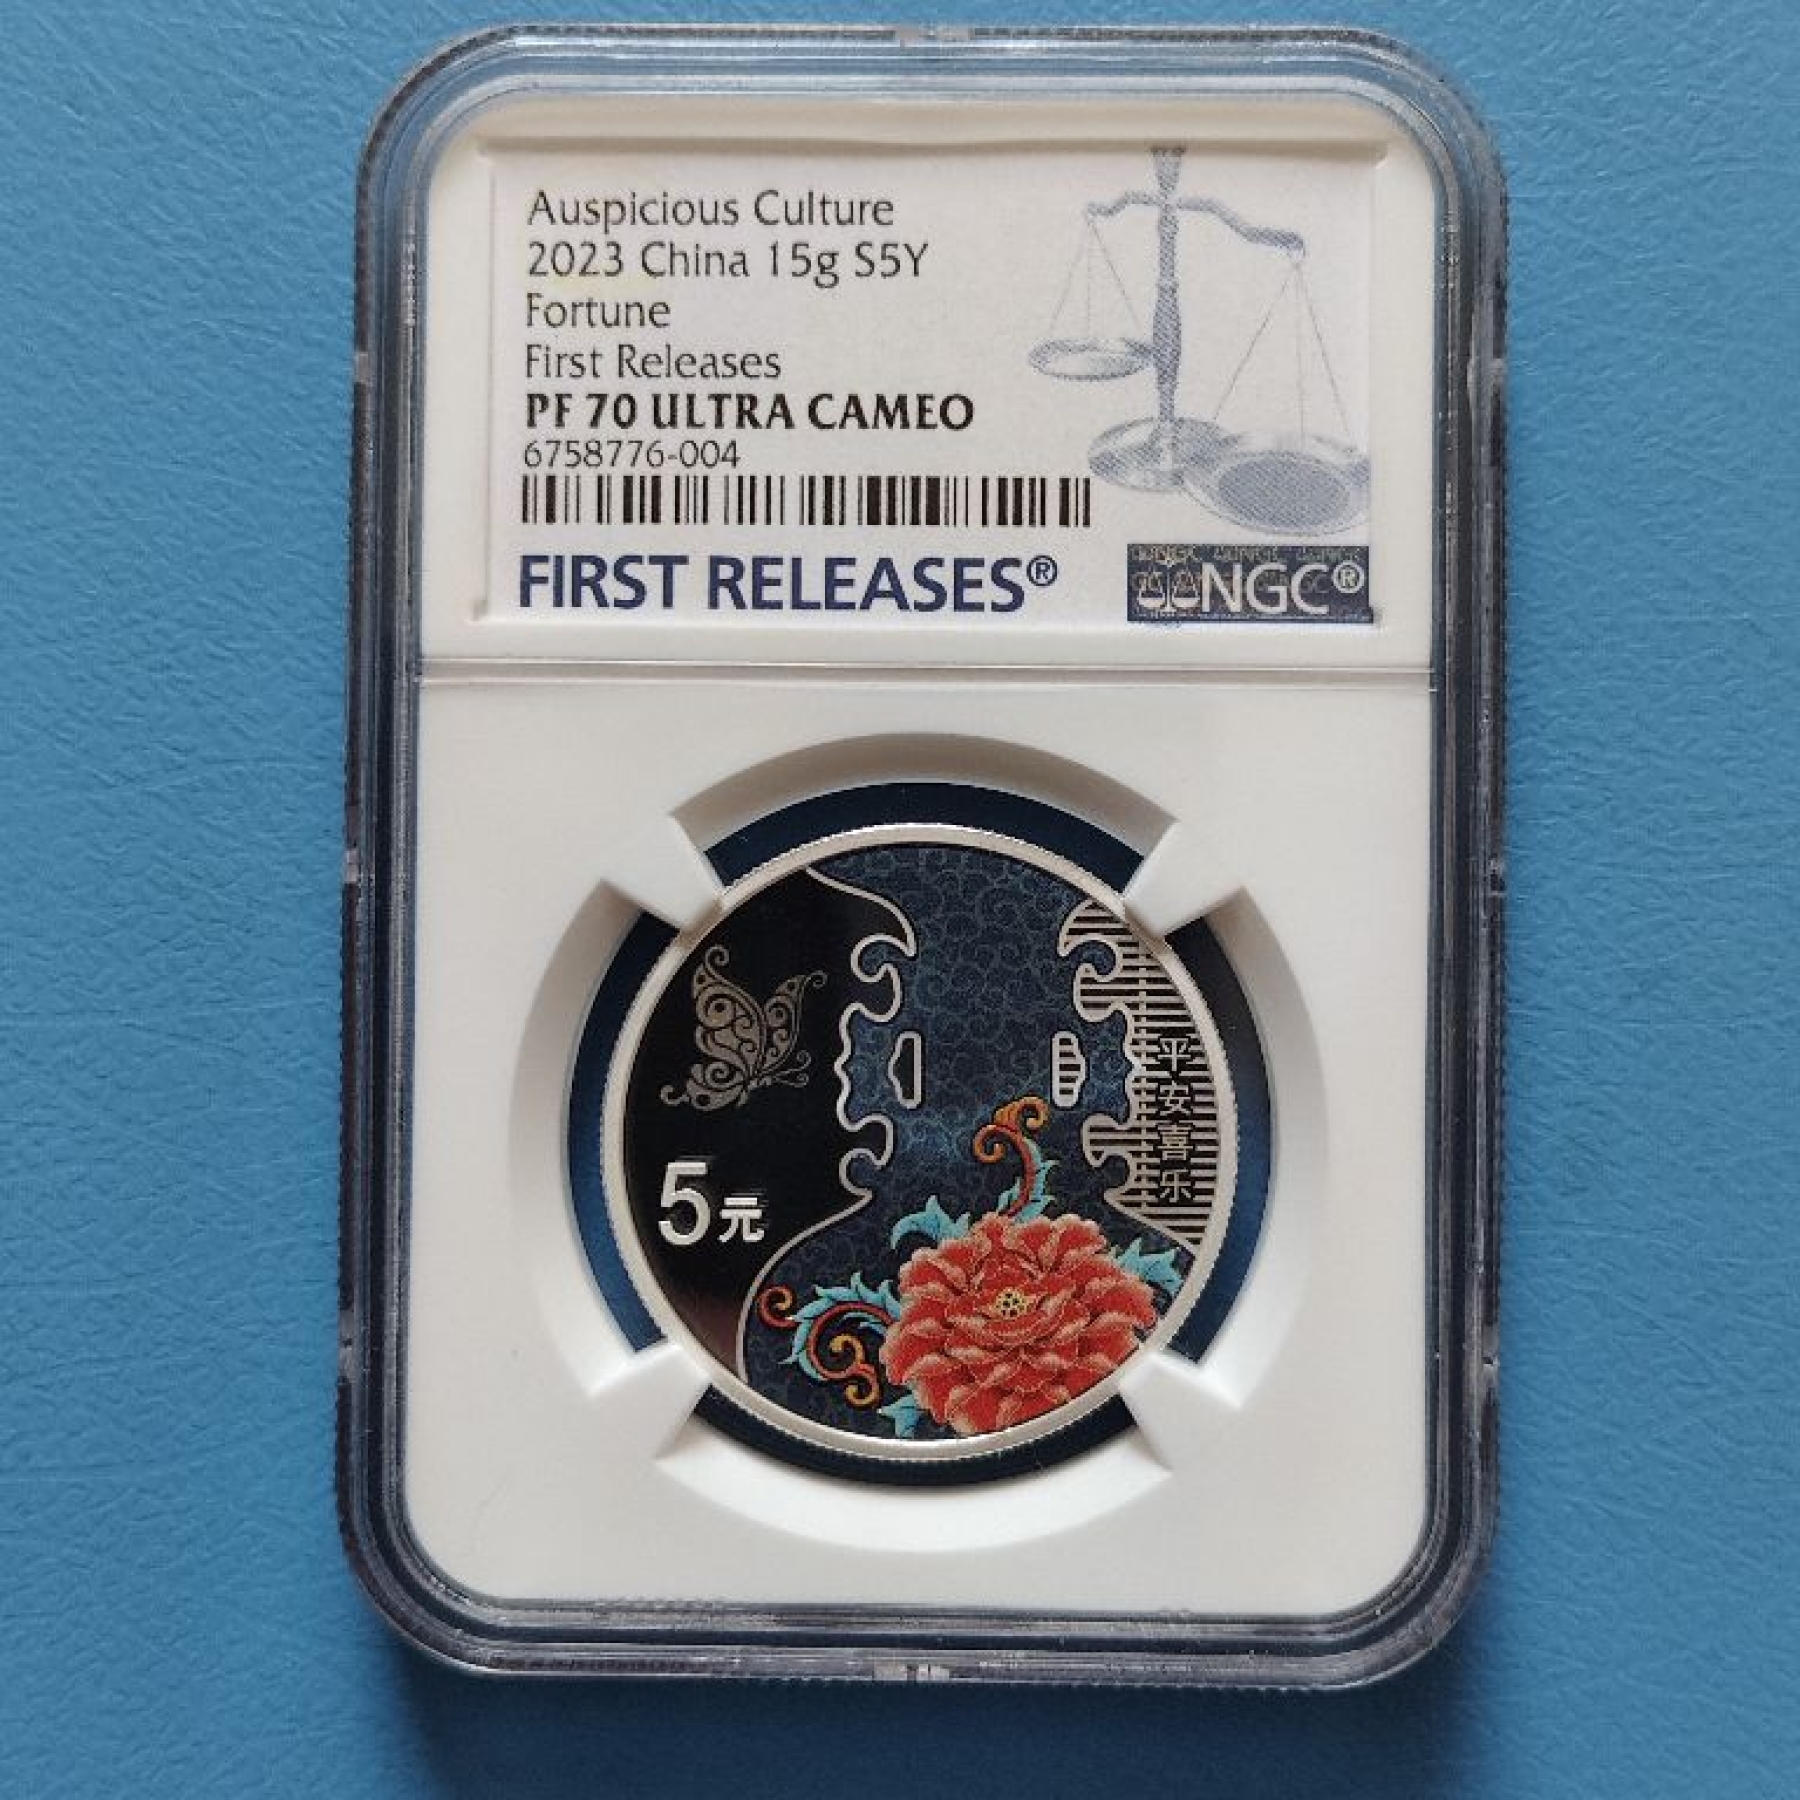 Auspicious Culture
2023 China 15g S5Y
Fortune
First Releases
PF 70 ULTRA CAMEO
6758776-004
FIRST RELEASES®
NGC®
平安喜乐
5元